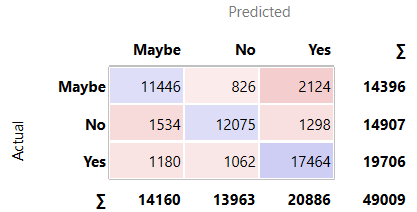 Predicted
Maybe No Yes ∑
Maybe 11446 826 2124 14396
Actual
No 1534 12075 1298 14907
Yes 1180 1062 17464 19706
∑ 14160 13963 20886 49009